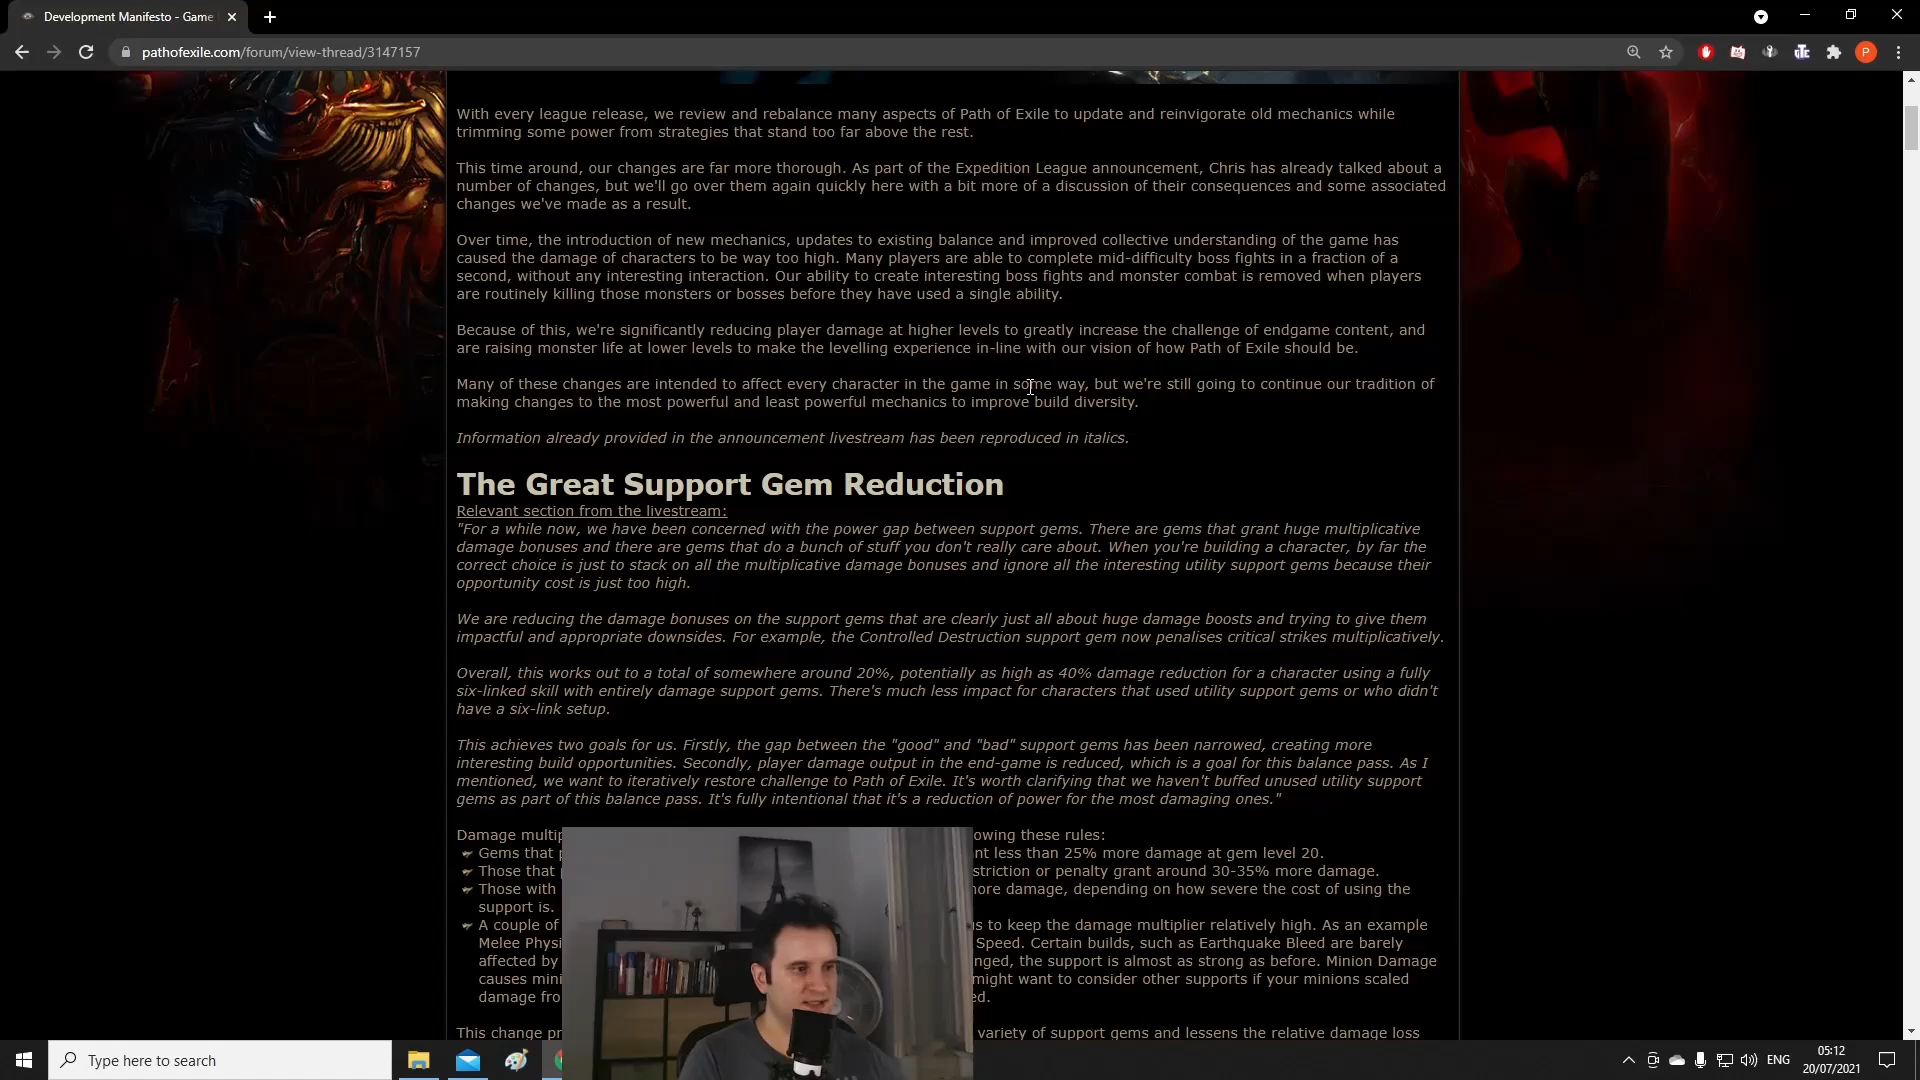 Development Manifesto - Game
pathofexile.com/forum/view-thread/3147157
P
With every league release, we review and rebalance many aspects of Path of Exile to update and reinvigorate old mechanics while
trimming some power from strategies that stand too far above the rest.
This time around, our changes are far more thorough. As part of the Expedition League announcement, Chris has already talked about a
number of changes, but we'll go over them again quickly here with a bit more of a discussion of their consequences and some associated
changes we've made as a result.
Over time, the introduction of new mechanics, updates to existing balance and improved collective understanding of the game has
caused the damage of characters to be way too high. Many players are able to complete mid-difficulty boss fights in a fraction of a
second, without any interesting interaction. Our ability to create interesting boss fights and monster combat is removed when players
are routinely killing those monsters or bosses before they have used a single ability.
Because of this, we're significantly reducing player damage at higher levels to greatly increase the challenge of endgame content, and
are raising monster life at lower levels to make the levelling experience in-line with our vision of how Path of Exile should be.
Many of these changes are intended to affect every character in the game in some way, but we're still going to continue our tradition of
making changes to the most powerful and least powerful mechanics to improve build diversity.
Information already provided in the announcement livestream has been reproduced in italics.
The Great Support Gem Reduction
Relevant section from the livestream:
"For a while now, we have been concerned with the power gap between support gems. There are gems that grant huge multiplicative
damage bonuses and there are gems that do a bunch of stuff you don't really care about. When you're building a character, by far the
correct choice is just to stack on all the multiplicative damage bonuses and ignore all the interesting utility support gems because their
opportunity cost is just too high.
We are reducing the damage bonuses on the support gems that are clearly just all about huge damage boosts and trying to give them
impactful and appropriate downsides. For example, the Controlled Destruction support gem now penalises critical strikes multiplicatively.
Overall, this works out to a total of somewhere around 20%, potentially as high as 40% damage reduction for a character using a fully
six-linked skill with entirely damage support gems. There's much less impact for characters that used utility support gems or who didn't
have a six-link setup.
This achieves two goals for us. Firstly, the gap between the "good" and "bad" support gems has been narrowed, creating more
interesting build opportunities. Secondly, player damage output in the end-game is reduced, which is a goal for this balance pass. As I
mentioned, we want to iteratively restore challenge to Path of Exile. It's worth clarifying that we haven't buffed unused utility support
gems as part of this balance pass. It's fully intentional that it's a reduction of power for the most damaging ones."
Damage multip owing these rules:
Gems that nt less than 25% more damage at gem level 20.
Those that striction or penalty grant around 30-35% more damage.
Those with ore damage, depending on how severe the cost of using the
support is.
A couple of s to keep the damage multiplier relatively high. As an example
Melee Physi Speed. Certain builds, such as Earthquake Bleed are barely
affected by nged, the support is almost as strong as before. Minion Damage
causes mini might want to consider other supports if your minions scaled
damage fro ed.
This change pr variety of support gems and lessens the relative damage loss
Type here to search
ENG
05:12
20/07/2021